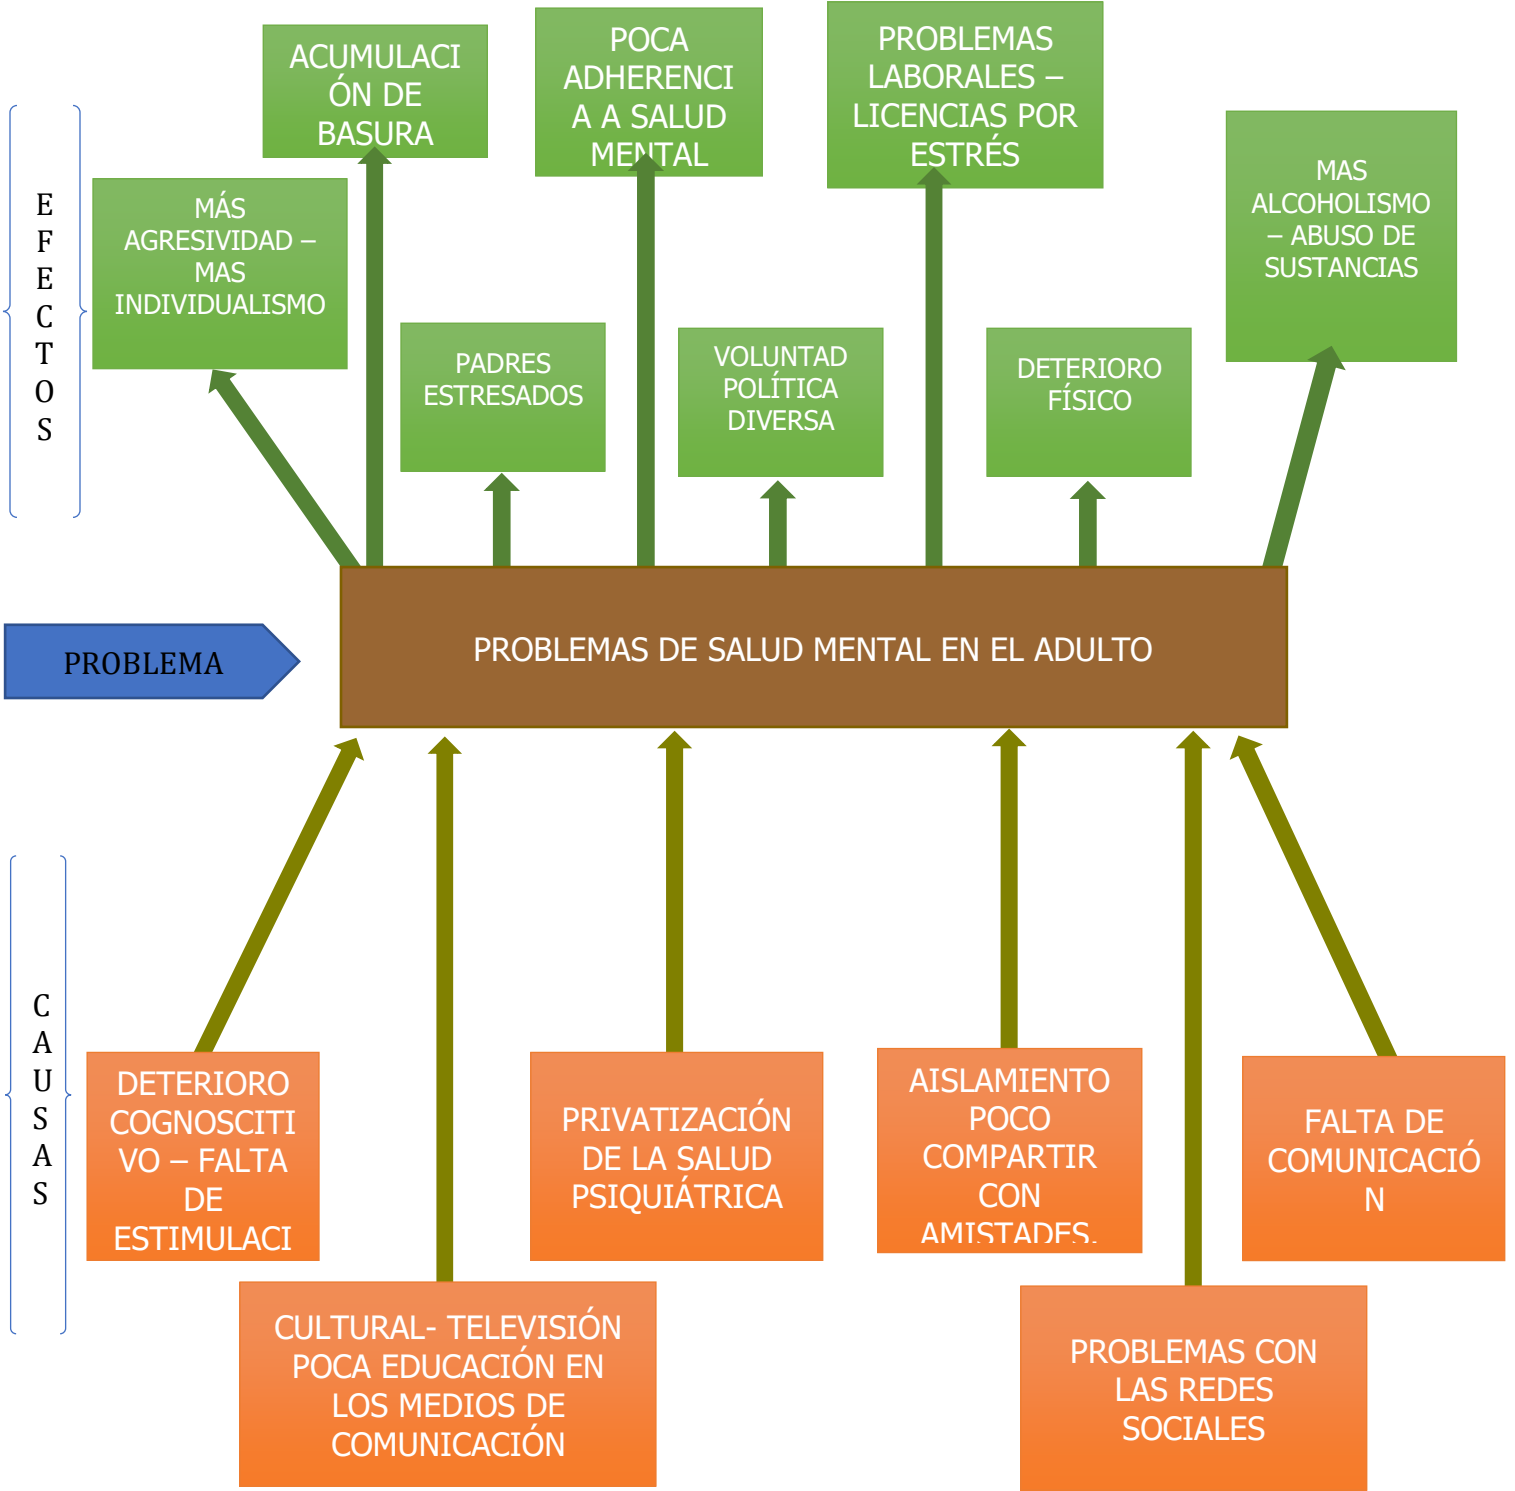 ACUMULACI
ÓN DE
BASURA
POCA
ADHERENCI
A A SALUD
MENTAL
PROBLEMAS
LABORALES –
LICENCIAS POR
ESTRÉS
MAS
ALCOHOLISMO
– ABUSO DE
SUSTANCIAS
E
F
E
C
T
O
S
MÁS
AGRESIVIDAD –
MAS
INDIVIDUALISMO
PADRES
ESTRESADOS
VOLUNTAD
POLÍTICA
DIVERSA
DETERIORO
FÍSICO
PROBLEMA
PROBLEMAS DE SALUD MENTAL EN EL ADULTO
C
A
U
S
A
S
DETERIORO
COGNOSCITI
VO – FALTA
DE
ESTIMULACI
PRIVATIZACIÓN
DE LA SALUD
PSIQUIÁTRICA
AISLAMIENTO
POCO
COMPARTIR
CON
AMISTADES.
FALTA DE
COMUNICACIÓ
N
CULTURAL- TELEVISIÓN
POCA EDUCACIÓN EN
LOS MEDIOS DE
COMUNICACIÓN
PROBLEMAS CON
LAS REDES
SOCIALES